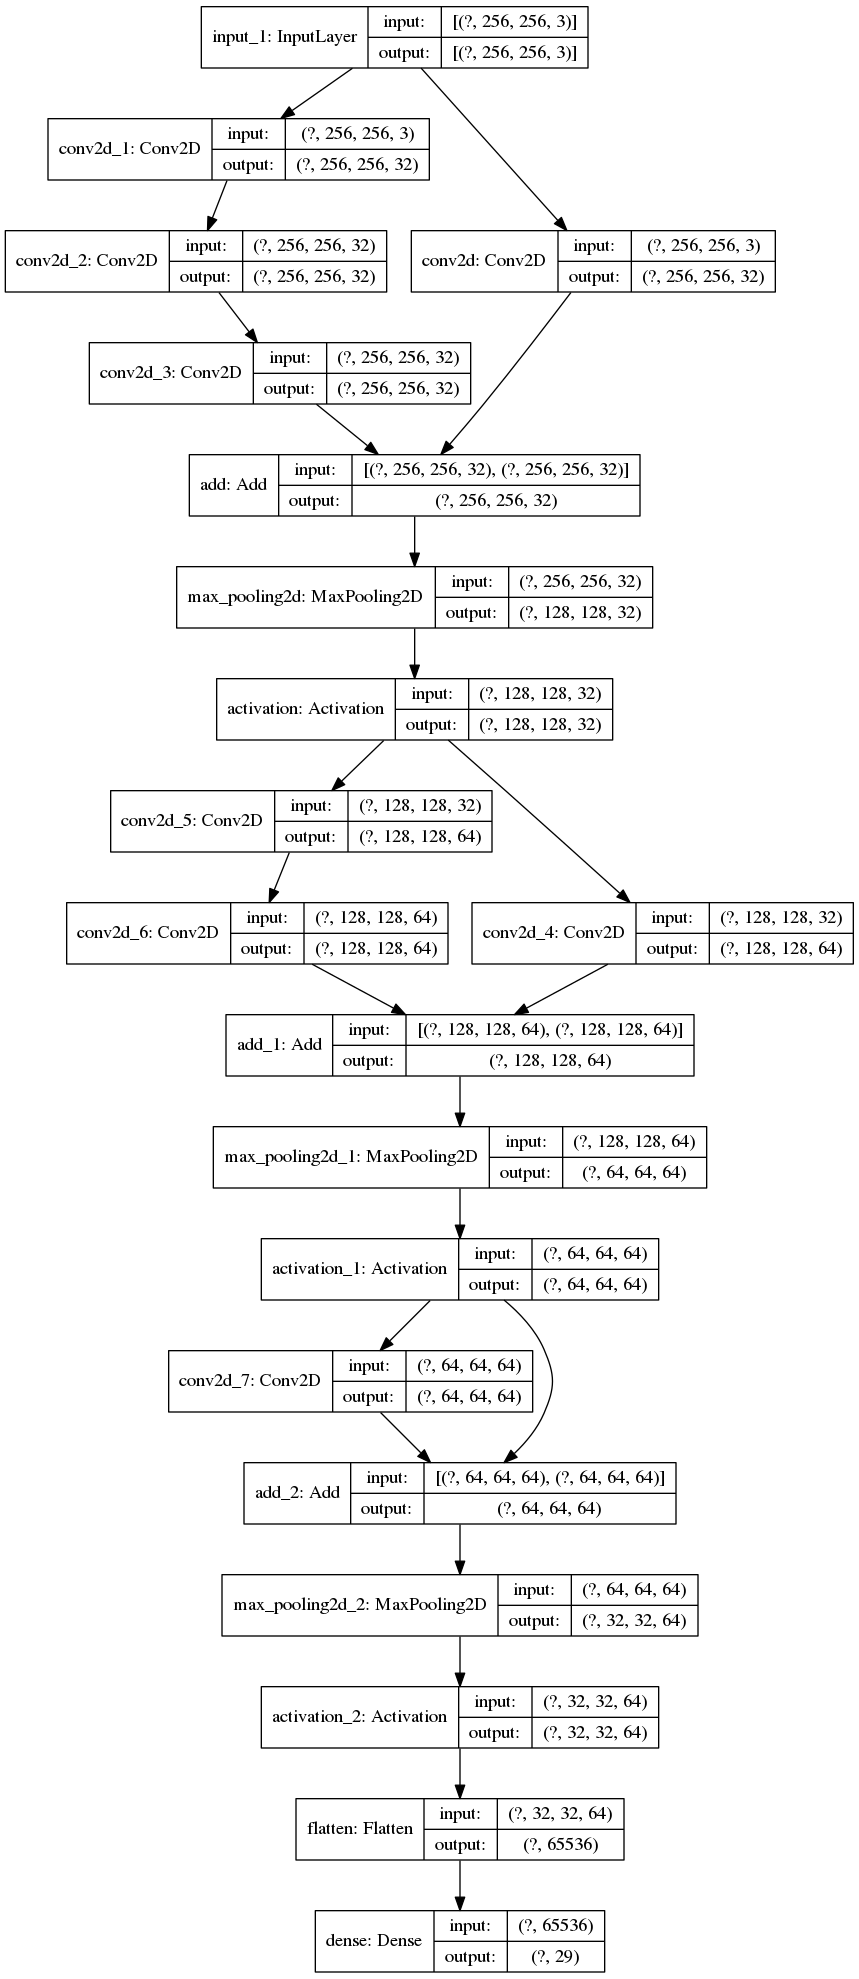 input_1: InputLayer
input: [(?, 256, 256, 3)]
output: [(?, 256, 256, 3)]
conv2d_1: Conv2D
input: (?, 256, 256, 3)
output: (?, 256, 256, 32)
conv2d_2: Conv2D
input: (?, 256, 256, 32)
output: (?, 256, 256, 32)
conv2d: Conv2D
input: (?, 256, 256, 3)
output: (?, 256, 256, 32)
conv2d_3: Conv2D
input: (?, 256, 256, 32)
output: (?, 256, 256, 32)
add: Add
input: [(?, 256, 256, 32), (?, 256, 256, 32)]
output: (?, 256, 256, 32)
max_pooling2d: MaxPooling2D
input: (?, 256, 256, 32)
output: (?, 128, 128, 32)
activation: Activation
input: (?, 128, 128, 32)
output: (?, 128, 128, 32)
conv2d_5: Conv2D
input: (?, 128, 128, 32)
output: (?, 128, 128, 64)
conv2d_6: Conv2D
input: (?, 128, 128, 64)
output: (?, 128, 128, 64)
conv2d_4: Conv2D
input: (?, 128, 128, 32)
output: (?, 128, 128, 64)
add_1: Add
input: [(?, 128, 128, 64), (?, 128, 128, 64)]
output: (?, 128, 128, 64)
max_pooling2d_1: MaxPooling2D
input: (?, 128, 128, 64)
output: (?, 64, 64, 64)
activation_1: Activation
input: (?, 64, 64, 64)
output: (?, 64, 64, 64)
conv2d_7: Conv2D
input: (?, 64, 64, 64)
output: (?, 64, 64, 64)
add_2: Add
input: [(?, 64, 64, 64), (?, 64, 64, 64)]
output: (?, 64, 64, 64)
max_pooling2d_2: MaxPooling2D
input: (?, 64, 64, 64)
output: (?, 32, 32, 64)
activation_2: Activation
input: (?, 32, 32, 64)
output: (?, 32, 32, 64)
flatten: Flatten
input: (?, 32, 32, 64)
output: (?, 65536)
dense: Dense
input: (?, 65536)
output: (?, 29)